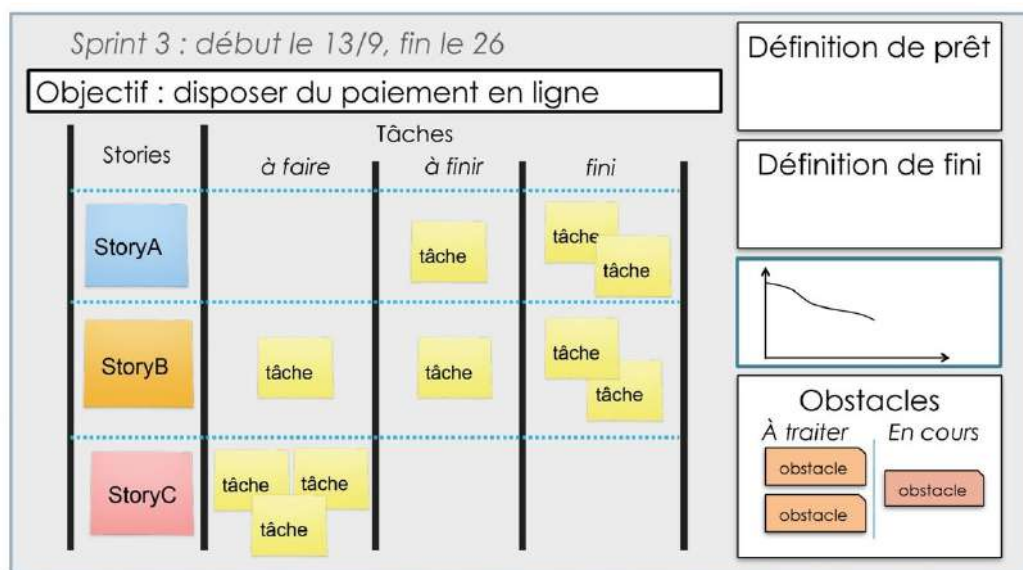 Sprint 3 : début le 13/9, fin le 26
Objectif : disposer du paiement en ligne
Tâches
Stories
à faire
à finir
fini
StoryA
tâche
tâche
tâche
StoryB
tâche
tâche
tâche
tâche
StoryC
tâche
tâche
tâche
Définition de prêt
Définition de fini
Obstacles
À traiter
En cours
obstacle
obstacle
obstacle